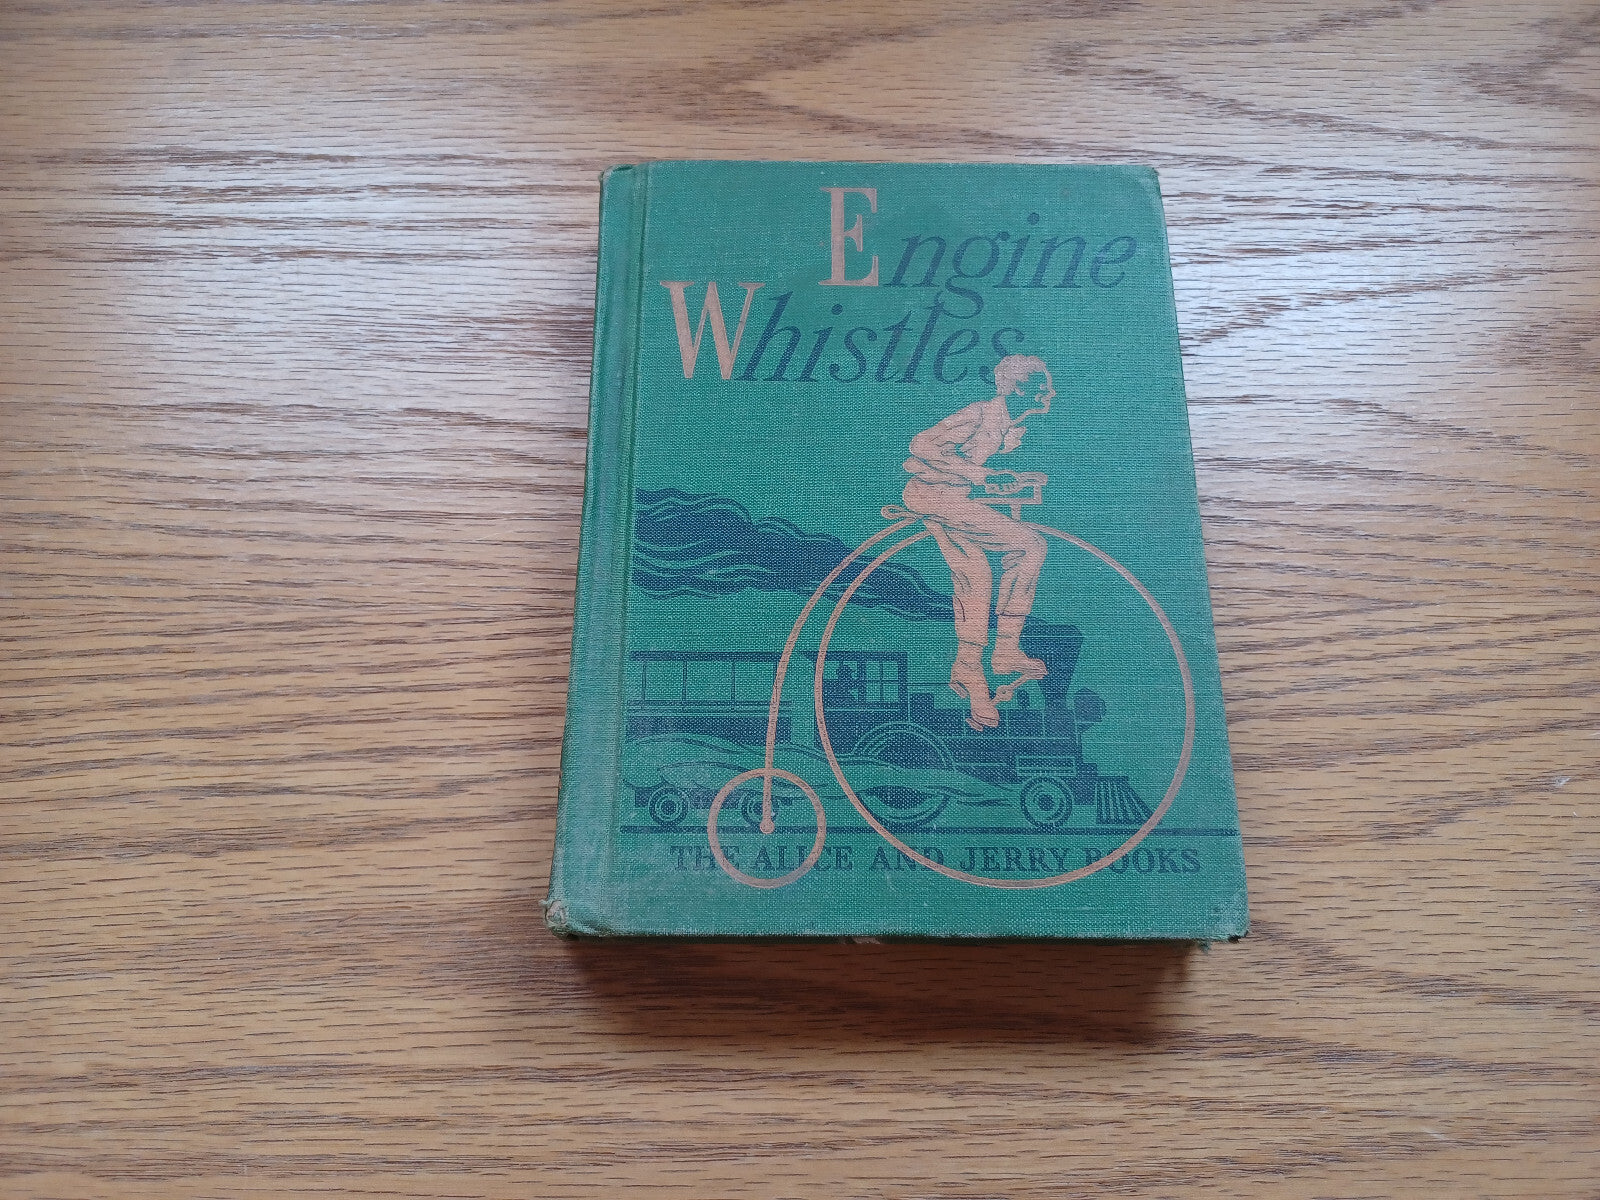 Engine
Whistles
THE ALICE AND JERRY BOOKS